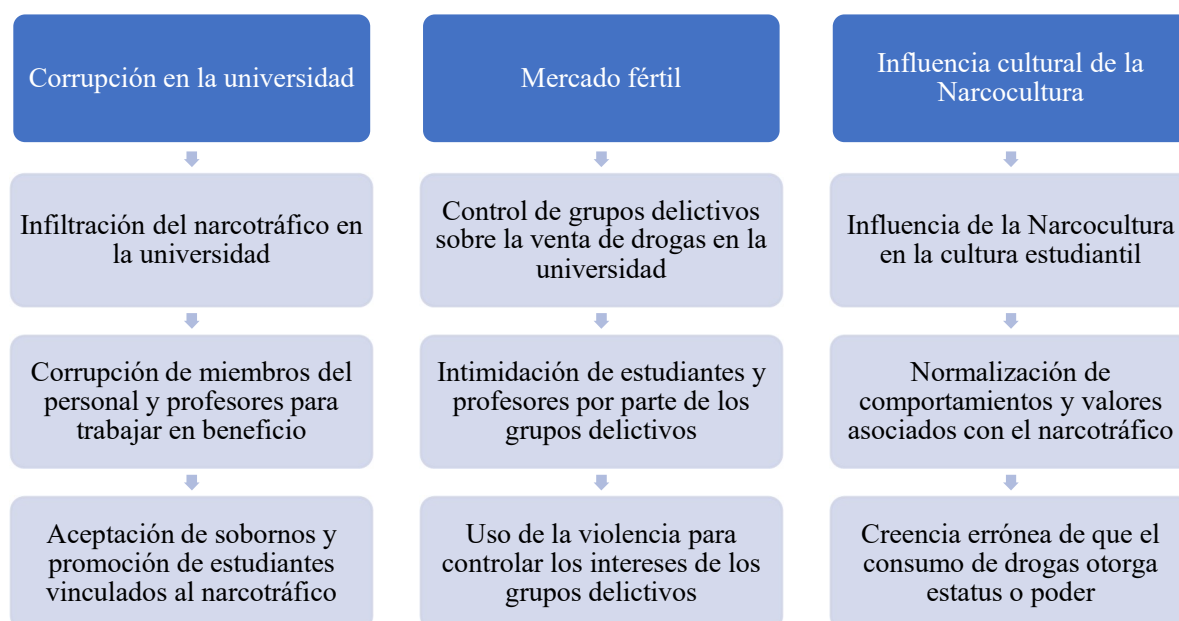 Corrupción en la universidad
Infiltración del narcotráfico en
la universidad
Corrupción de miembros del
personal y profesores para
trabajar en beneficio
Aceptación de sobornos y
promoción de estudiantes
vinculados al narcotráfico
Mercado fértil
Control de grupos delictivos
sobre la venta de drogas en la
universidad
Intimidación de estudiantes y
profesores por parte de los
grupos delictivos
Uso de la violencia para
controlar los intereses de los
grupos delictivos
Influencia cultural de la
Narcocultura
Influencia de la Narcocultura
en la cultura estudiantil
Normalización de
comportamientos y valores
asociados con el narcotráfico
Creencia errónea de que el
consumo de drogas otorga
estatus o poder